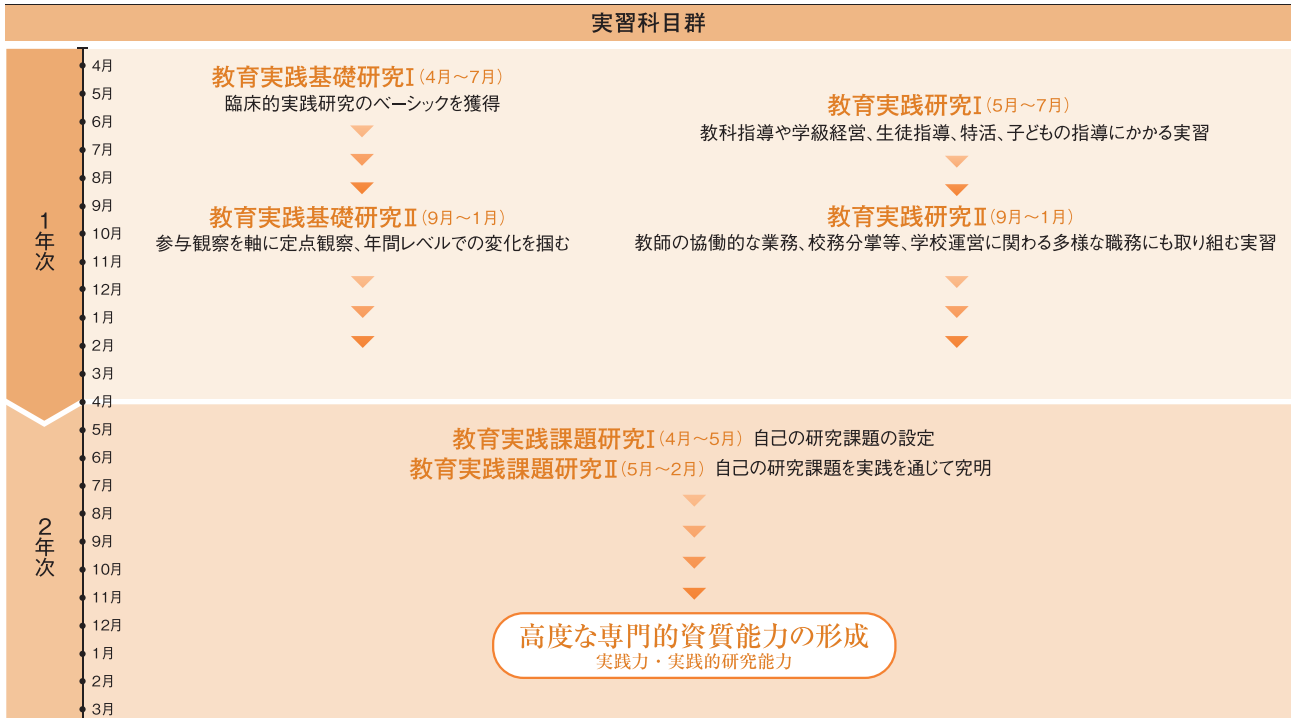 実習科目群
1年次
4月
5月
6月
7月
8月
9月
10月
11月
12月
1月
2月
3月
教育実践基礎研究Ⅰ(4月～7月)
臨床的実践研究のベーシックを獲得
教育実践研究Ⅰ(5月～7月)
教科指導や学級経営、生徒指導、特活、子どもの指導にかかる実習
教育実践基礎研究Ⅱ(9月～1月)
参与観察を軸に定点観察、年間レベルでの変化を掴む
教育実践研究Ⅱ(9月～1月)
教師の協働的な業務、校務分掌等、学校運営に関わる多様な職務にも取り組む実習
2年次
4月
5月
6月
7月
8月
9月
10月
11月
12月
1月
2月
3月
教育実践課題研究Ⅰ(4月～5月) 自己の研究課題の設定
教育実践課題研究Ⅱ(5月～2月) 自己の研究課題を実践を通じて究明
高度な専門的資質能力の形成
実践力・実践的研究能力